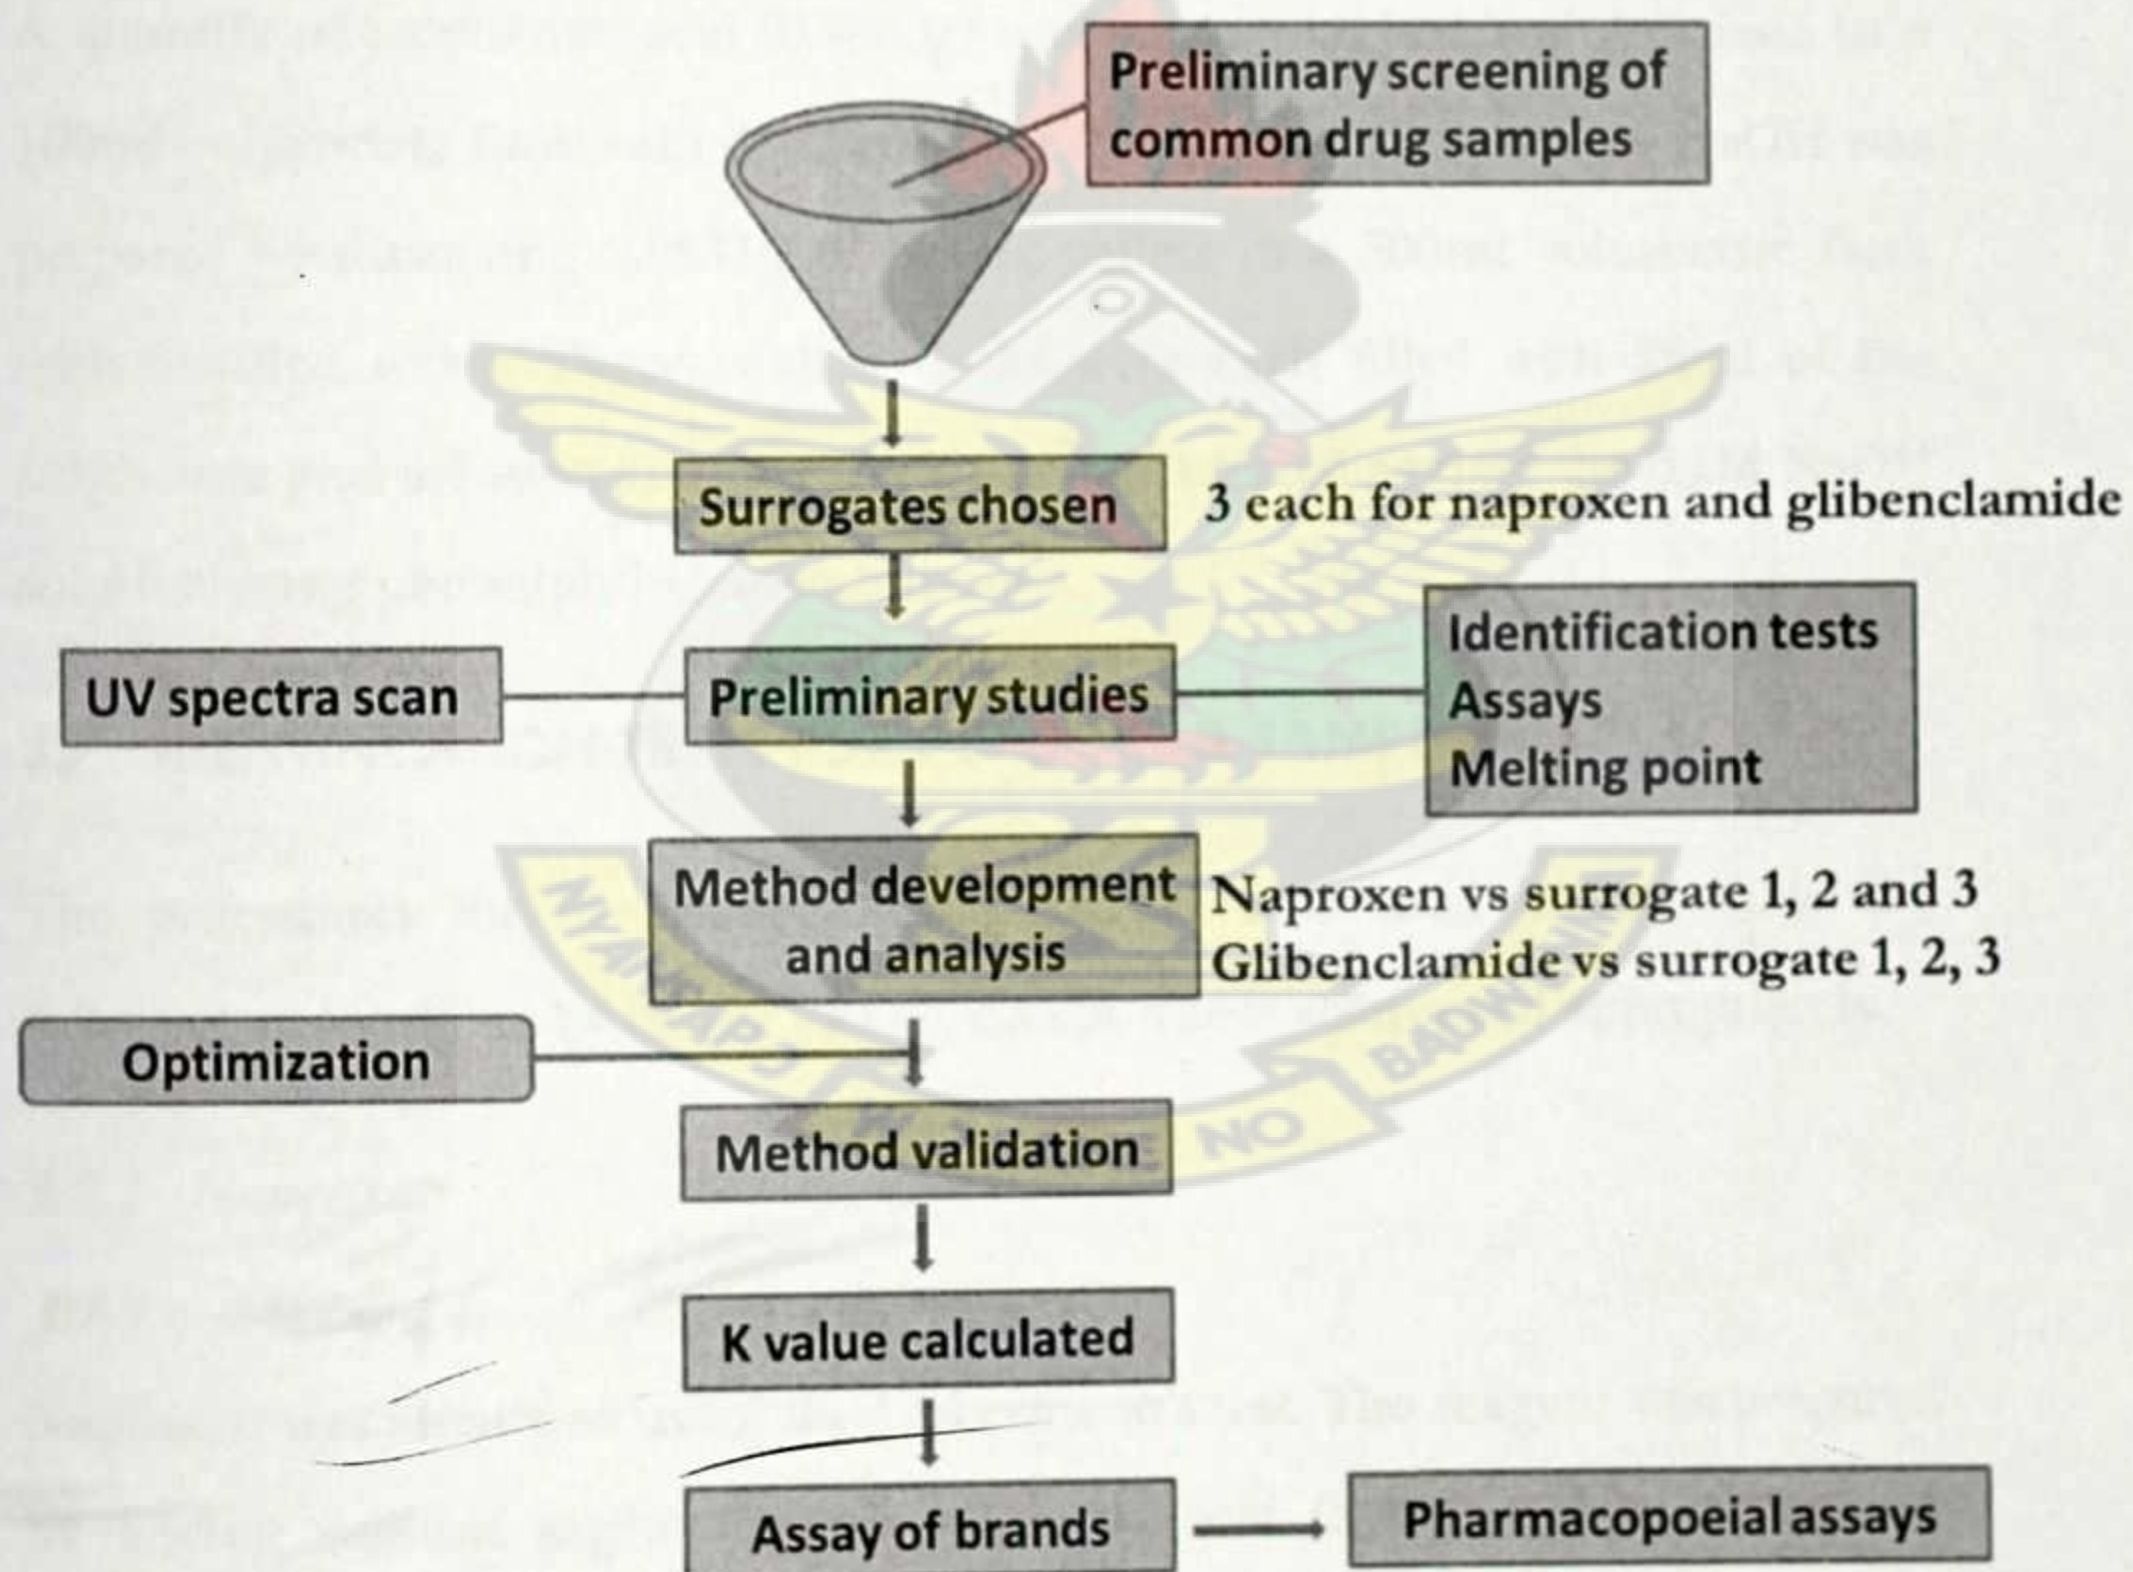 Preliminary screening of
common drug samples
Surrogates chosen
3 each for naproxen and glibenclamide
UV spectra scan
Preliminary studies
Identification tests
Assays
Melting point
Method development
and analysis
Naproxen vs surrogate 1, 2 and 3
Glibenclamide vs surrogate 1, 2, 3
Optimization
Method validation
K value calculated
Assay of brands
Pharmacopoeial assays
NO